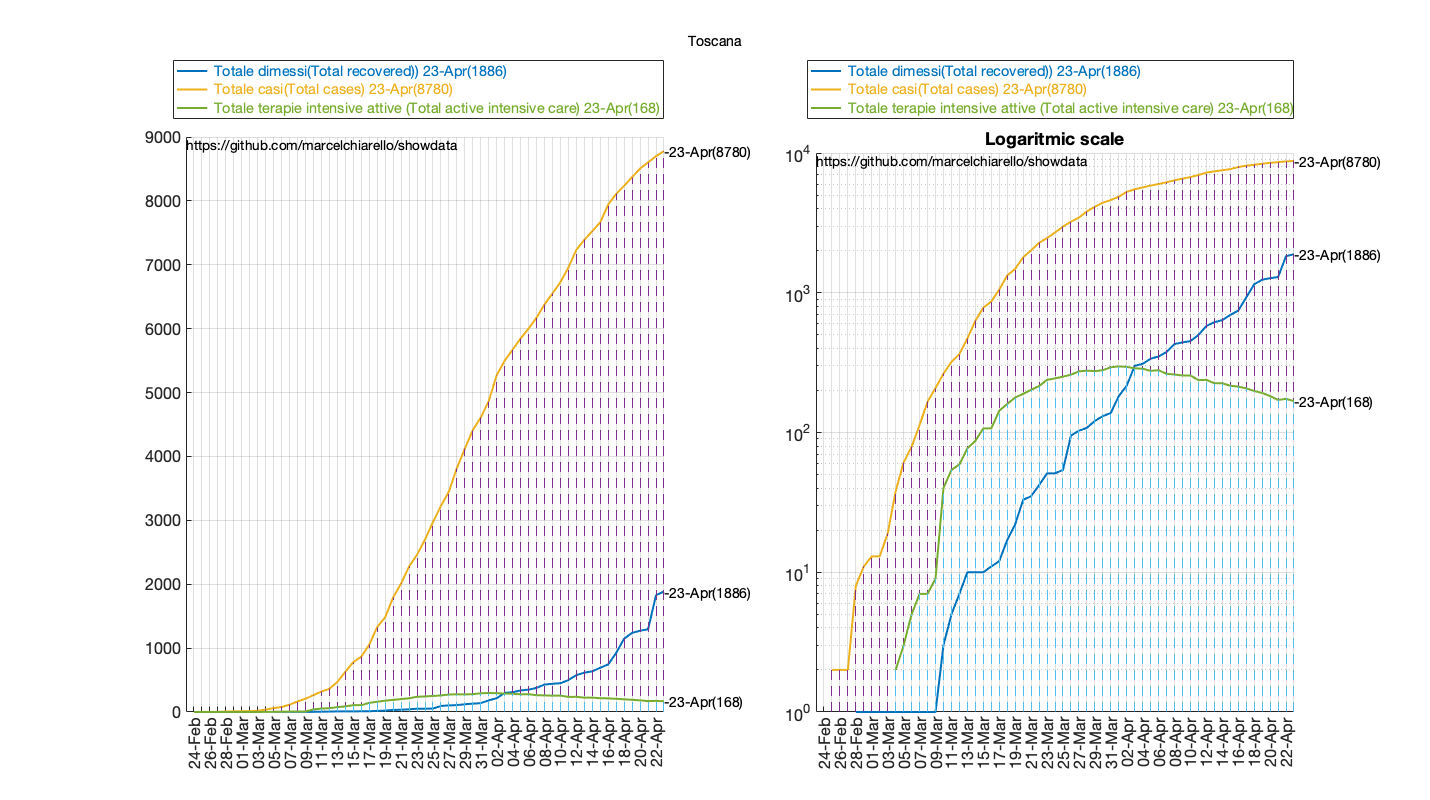 Toscana
Totale dimessi(Total recovered)) 23-Apr(1886)
Totale casi(Total cases) 23-Apr(8780)
Totale terapie intensive attive (Total active intensive care) 23-Apr(168)
https://github.com/marcelchiarello/showdata
9000
8000
7000
6000
5000
4000
3000
2000
1000
0
-23-Apr(8780)
-23-Apr(1886)
-23-Apr(168)
24-Feb
26-Feb
28-Feb
01-Mar
03-Mar
05-Mar
07-Mar
09-Mar
11-Mar
13-Mar
15-Mar
17-Mar
19-Mar
21-Mar
23-Mar
25-Mar
27-Mar
29-Mar
31-Mar
02-Apr
04-Apr
06-Apr
08-Apr
10-Apr
12-Apr
14-Apr
16-Apr
18-Apr
20-Apr
22-Apr
Totale dimessi(Total recovered)) 23-Apr(1886)
Totale casi(Total cases) 23-Apr(8780)
Totale terapie intensive attive (Total active intensive care) 23-Apr(168)
Logaritmic scale
https://github.com/marcelchiarello/showdata
10⁴
10³
10²
10¹
10⁰
-23-Apr(8780)
-23-Apr(1886)
-23-Apr(168)
24-Feb
26-Feb
28-Feb
01-Mar
03-Mar
05-Mar
07-Mar
09-Mar
11-Mar
13-Mar
15-Mar
17-Mar
19-Mar
21-Mar
23-Mar
25-Mar
27-Mar
29-Mar
31-Mar
02-Apr
04-Apr
06-Apr
08-Apr
10-Apr
12-Apr
14-Apr
16-Apr
18-Apr
20-Apr
22-Apr